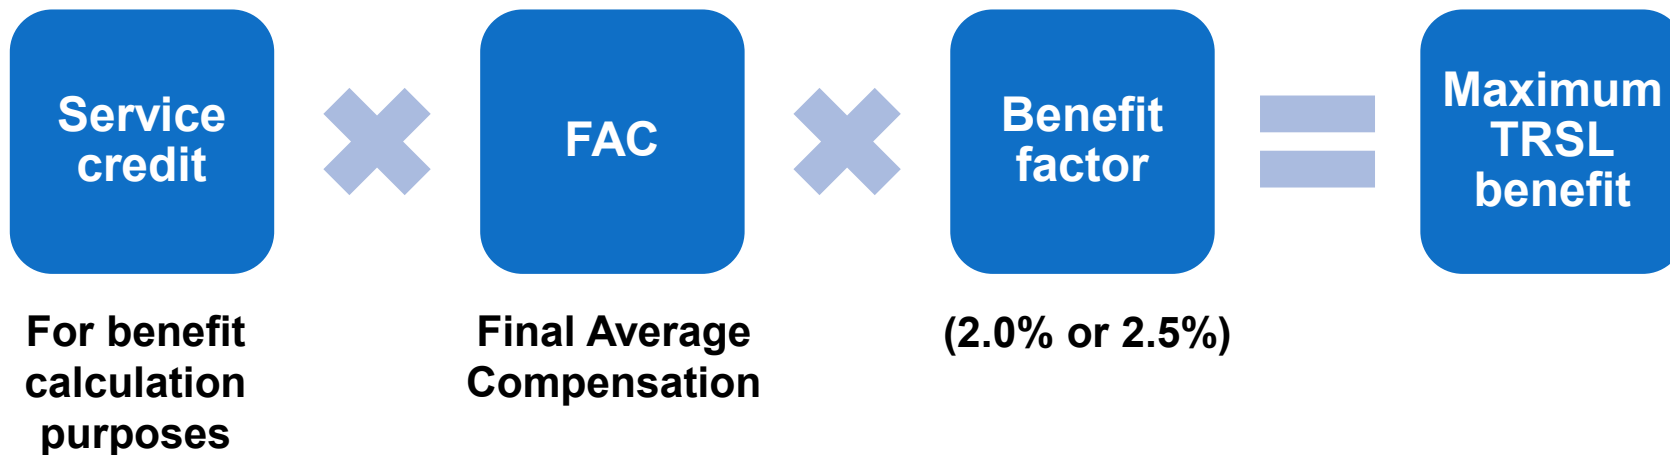 Service
credit
FAC
Benefit
factor
Maximum
TRSL
benefit
For benefit
calculation
purposes
Final Average
Compensation
(2.0% or 2.5%)